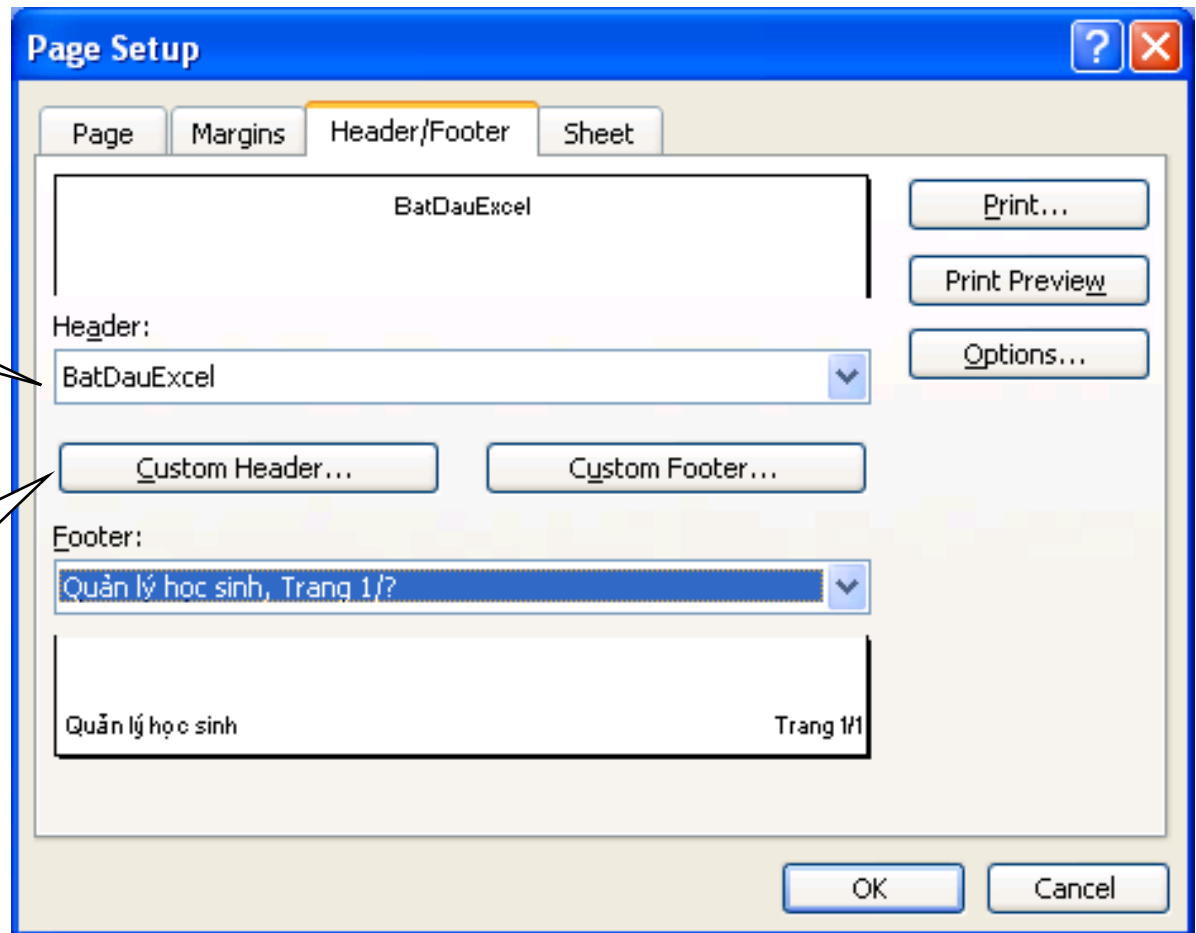 Page Setup
Page Margins Header/Footer Sheet
BatDauExcel
Print...
Print Preview
Header:
Options...
BatDauExcel
Custom Header... Custom Footer...
Footer:
Quản lý học sinh, Trang 1/?
Quản lý học sinh Trang 1/1
OK Cancel